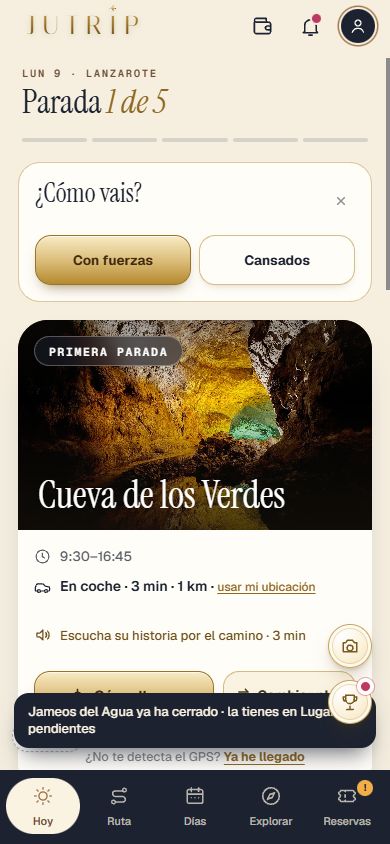 JUTRIP
LUN 9 · LANZAROTE
Parada 1 de 5
¿Cómo vais?
×
Con fuerzas
Cansados
PRIMERA PARADA
Cueva de los Verdes
9:30–16:45
En coche · 3 min · 1 km · usar mi ubicación
Escucha su historia por el camino · 3 min
Jameos del Agua ya ha cerrado · la tienes en
pendientes
¿No te detecta el GPS? Ya he llegado
Hoy
Ruta
Días
Explorar
!
Reservas